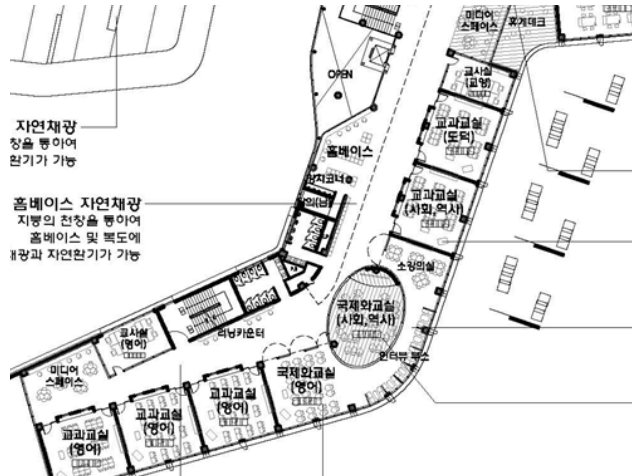 미디어
스페이스
휴게데크
교사실
(교양)
OPEN
자연채광
창을 통하여
환기가 가능
교과교실
(도덕)
홈베이스
홈베이스 자연채광
지붕의 천창을 통하여
홈베이스 및 복도에
채광과 자연환기가 가능
교과교실
(사회,역사)
소강의실
국제화교실
(사회,역사)
러닝카운터
인터뷰 부스
교사실
(영어)
미디어
스페이스
국제화교실
(영어)
교과교실
(영어)
교과교실
(영어)
교과교실
(영어)